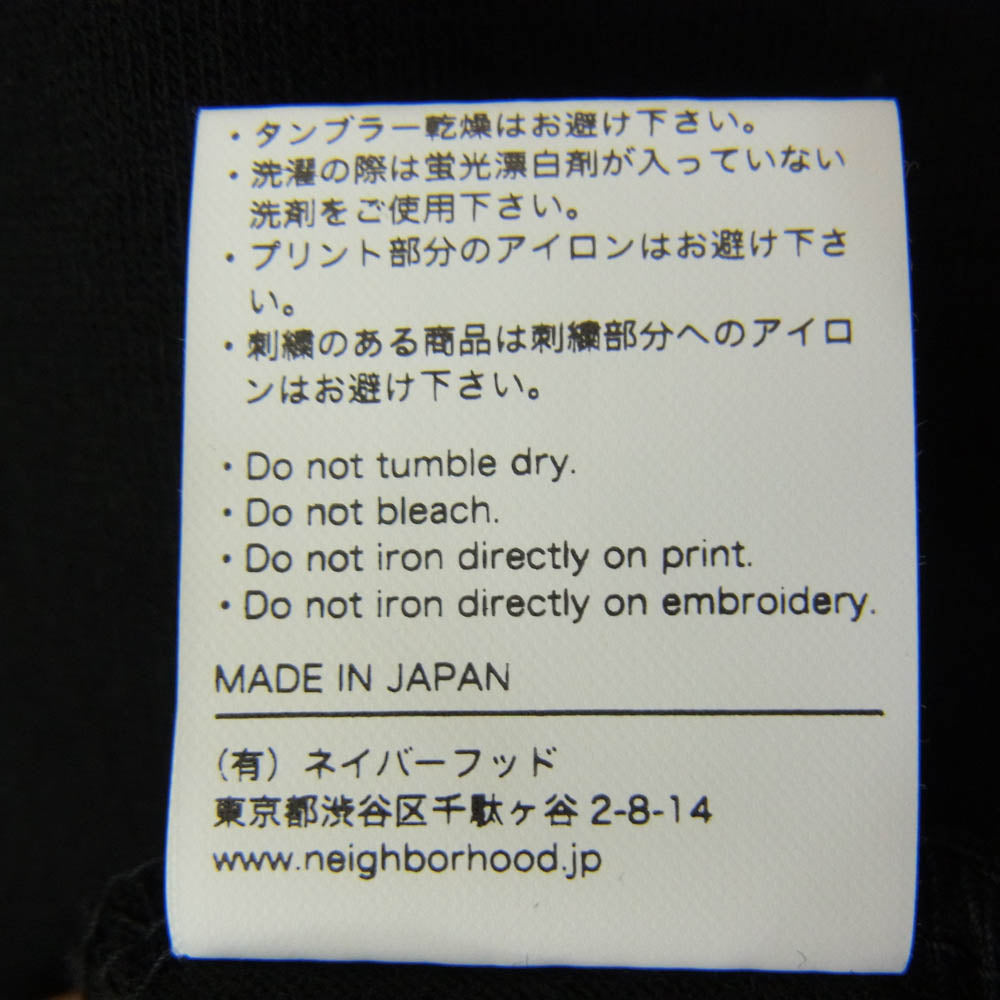 ・タンブラー乾燥はお避け下さい。
・洗濯の際は蛍光漂白剤が入っていない
洗剤をご使用下さい。
・プリント部分のアイロンはお避け下さ
い。
・刺繍のある商品は刺繍部分へのアイロ
ンはお避け下さい。
・Do not tumble dry.
・Do not bleach.
・Do not iron directly on print.
・Do not iron directly on embroidery.
MADE IN JAPAN
(有) ネイバーフッド
東京都渋谷区千駄ヶ谷 2-8-14
www.neighborhood.jp